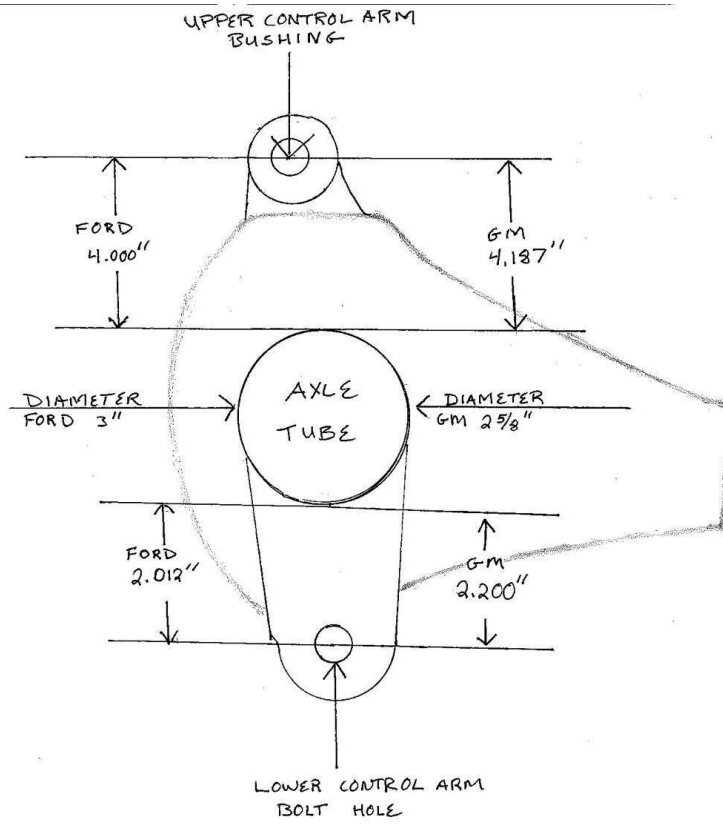 UPPER CONTROL ARM
BUSHING
FORD
4.000"
GM
4.187"
DIAMETER
FORD 3"
AXLE
TUBE
DIAMETER
GM 2 5/8"
FORD
2.012"
GM
2.200"
LOWER CONTROL ARM
BOLT HOLE